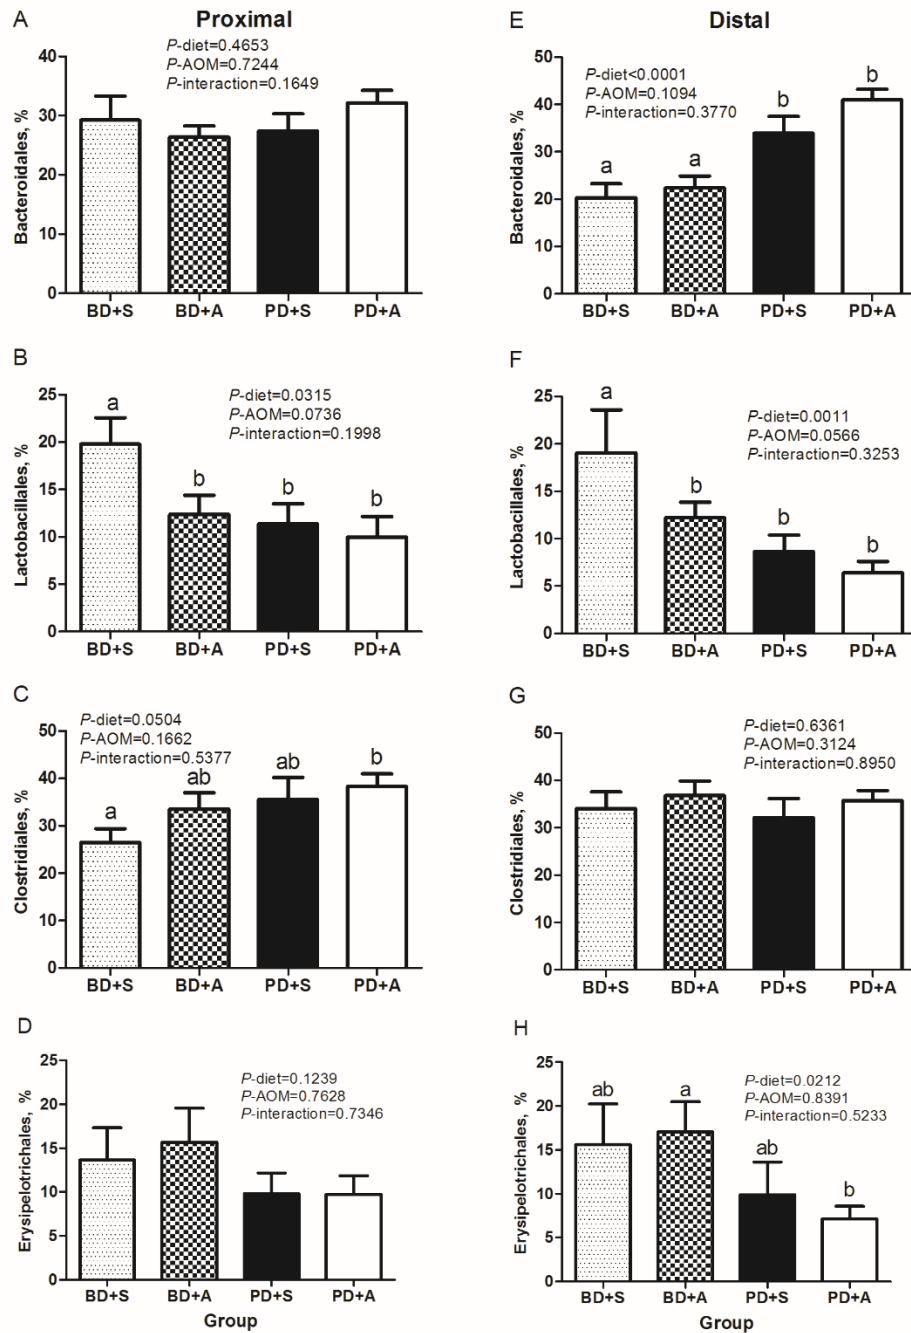 A
Proximal
P-diet=0.4653
P-AOM=0.7244
P-interaction=0.1649
Bacteroidales, %
40
30
20
10
0
BD+S BD+A PD+S PD+A
E
Distal
P-diet<0.0001
P-AOM=0.1094
P-interaction=0.3770
Bacteroidales, %
50
40
30
20
10
0
a a b b
BD+S BD+A PD+S PD+A
B
P-diet=0.0315
P-AOM=0.0736
P-interaction=0.1998
Lactobacillales, %
25
20
15
10
5
0
a b b b
BD+S BD+A PD+S PD+A
F
P-diet=0.0011
P-AOM=0.0566
P-interaction=0.3253
Lactobacillales, %
25
20
15
10
5
0
a b b b
BD+S BD+A PD+S PD+A
C
P-diet=0.0504
P-AOM=0.1662
P-interaction=0.5377
Clostridiales, %
50
40
30
20
10
0
a ab ab b
BD+S BD+A PD+S PD+A
G
P-diet=0.6361
P-AOM=0.3124
P-interaction=0.8950
Clostridiales, %
50
40
30
20
10
0
BD+S BD+A PD+S PD+A
D
P-diet=0.1239
P-AOM=0.7628
P-interaction=0.7346
Erysipelotrichales, %
25
20
15
10
5
0
BD+S BD+A PD+S PD+A
Group
H
P-diet=0.0212
P-AOM=0.8391
P-interaction=0.5233
Erysipelotrichales, %
25
20
15
10
5
0
ab a ab b
BD+S BD+A PD+S PD+A
Group